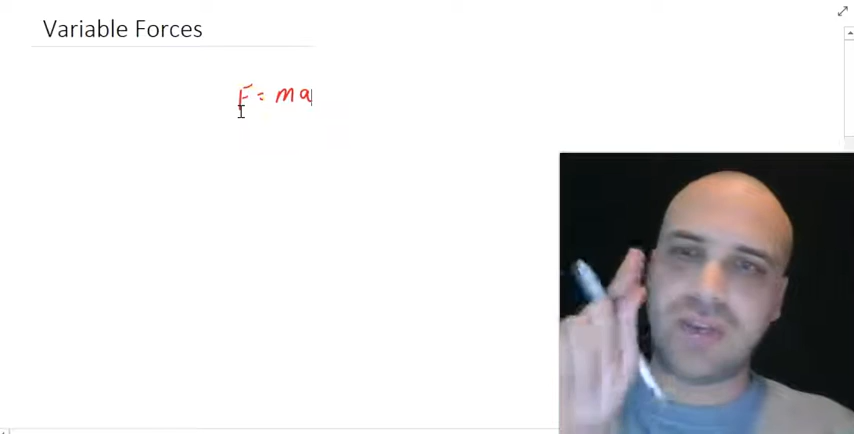 Variable Forces
F = ma